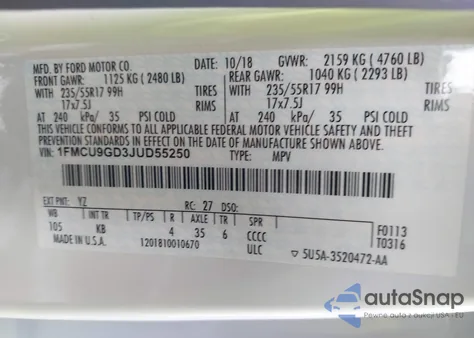 MFD. BY FORD MOTOR CO. 10/18 GVWR: 2159 KG (4760 LB)
FRONT GAWR: 1125 KG (2480 LB) REAR GAWR: 1040 KG (2293 LB)
WITH 235/55R17 99H TIRES WITH 235/55R17 99H TIRES
17x7.5J RIMS 17x7.5J RIMS
AT 240 kPa/ 35 PSI COLD AT 240 kPa/ 35 PSI COLD
THIS VEHICLE CONFORMS TO ALL APPLICABLE FEDERAL MOTOR VEHICLE SAFETY AND THEFT
PREVENTION STANDARDS IN EFFECT ON THE DATE OF MANUFACTURE SHOWN ABOVE.
VIN: 1FMCU9GD3JUD55250 TYPE: MPV
EXT PNT: YZ RC: 27 DSO:
WB INT TR TP/PS R AXLE TR SPR
105 KB 4 35 6 CCCC F0113
MADE IN U.S.A. 1201810010670 ULC T0316
5U5A-3520472-AA
autoSnap
Pewne auto z USA i EU